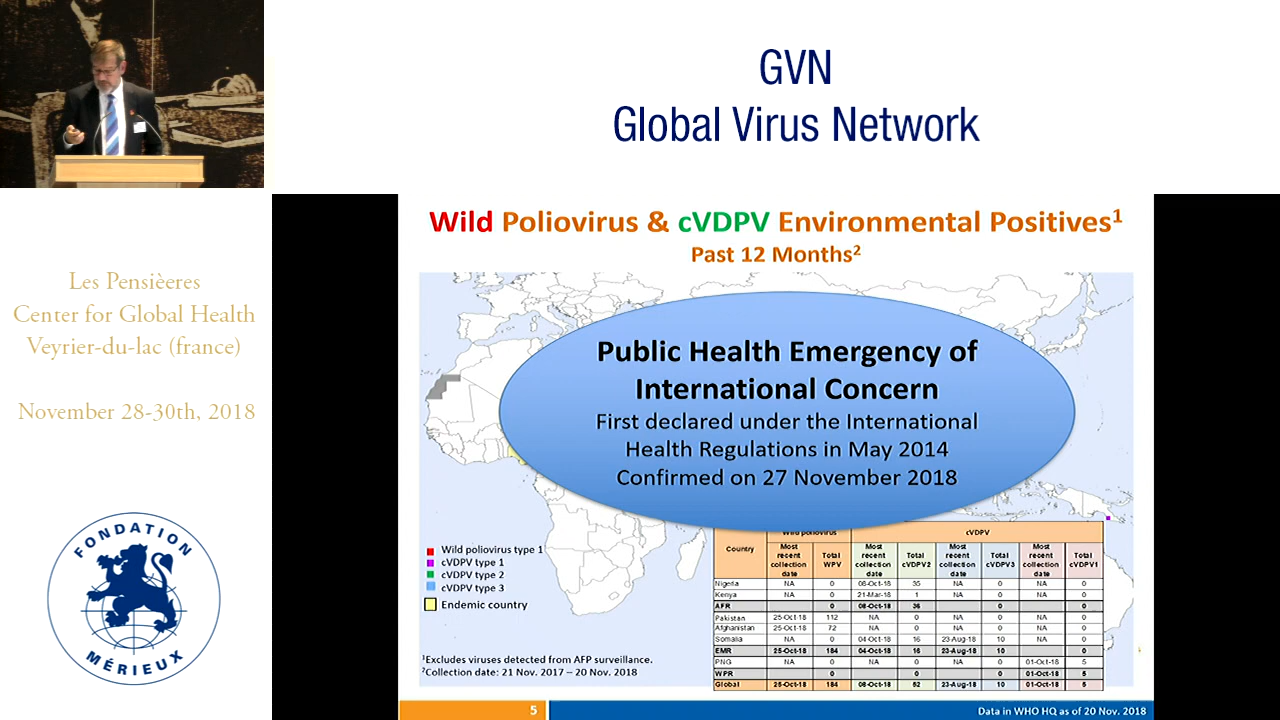 GVN
Global Virus Network
Les Pensièeres
Center for Global Health
Veyrier-du-lac (france)
November 28-30th, 2018
FONDATION
MÉRIEUX
Wild Poliovirus & cVDPV Environmental Positives¹
Past 12 Months²
Public Health Emergency of
International Concern
First declared under the International
Health Regulations in May 2014
Confirmed on 27 November 2018
Wild poliovirus type 1
cVDPV type 1
cVDPV type 2
cVDPV type 3
Endemic country
¹Excludes viruses detected from AFP surveillance.
²Collection date: 21 Nov. 2017 – 20 Nov. 2018
Wild poliovirus cVDPV
Country Most recent collection date Total WPV Most recent collection date Total cVDPV2 Most recent collection date Total cVDPV3 Most recent collection date Total cVDPV1
Nigeria NA 0 08-Oct-18 35 NA 0 NA 0
Kenya NA 0 21-Mar-18 1 NA 0 NA 0
AFR 0 08-Oct-18 36 0 0
Pakistan 25-Oct-18 112 NA 0 NA 0 NA 0
Afghanistan 25-Oct-18 72 NA 0 NA 0 NA 0
Somalia NA 0 04-Oct-18 16 23-Aug-18 10 NA 0
EMR 25-Oct-18 184 04-Oct-18 16 23-Aug-18 10 0
PNG NA 0 NA 0 NA 0 01-Oct-18 5
WPR 0 0 0 01-Oct-18 5
Global 25-Oct-18 184 08-Oct-18 52 23-Aug-18 10 01-Oct-18 5
5
Data in WHO HQ as of 20 Nov. 2018